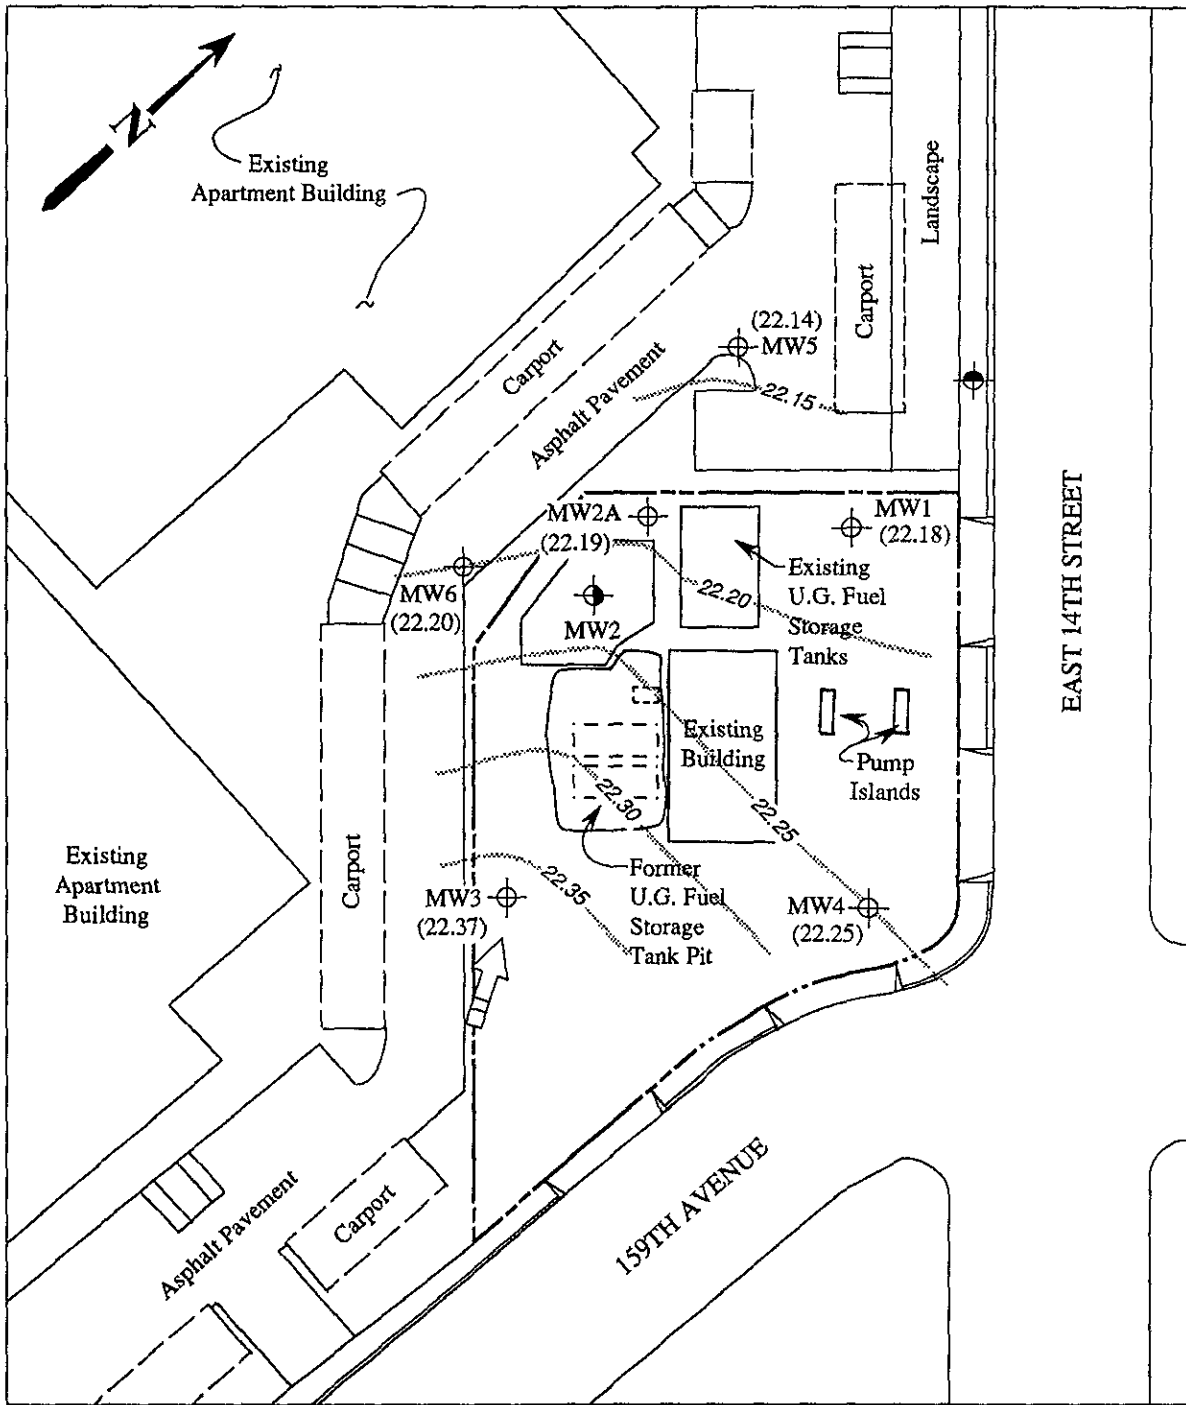 N
Existing
Apartment Building
Landscape
Carport
(22.14)
MW5
Carport
Asphalt Pavement
22.15
EAST 14TH STREET
MW2A
(22.19)
MW1
(22.18)
MW6
(22.20)
MW2
22.20
Existing
U.G. Fuel
Storage
Tanks
Existing
Building
Pump
Islands
22.30
22.25
Carport
Existing
Apartment
Building
22.35
MW3
(22.37)
Former
U.G. Fuel
Storage
Tank Pit
MW4
(22.25)
159TH AVENUE
Asphalt Pavement
Carport